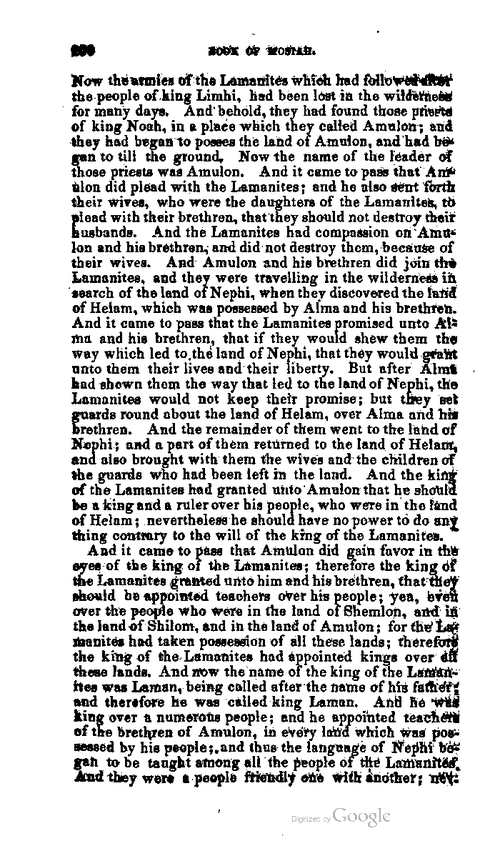 BOOK OF MOSIAH.
Now the armies of the Lamanites which had followed after
the people of king Limhi, had been lost in the wilderness
for many days. And behold, they had found those priests
of king Noah, in a place which they called Amulon; and
they had began to posses the land of Amulon, and had be-
gan to till the ground. Now the name of the leader of
those priests was Amulon. And it came to pass that Am-
ulon did plead with the Lamanites; and he also sent forth
their wives, who were the daughters of the Lamanites, to
plead with their brethren, that they should not destroy their
husbands. And the Lamanites had compassion on Amu-
lon and his brethren, and did not destroy them, because of
their wives. And Amulon and his brethren did join the
Lamanites, and they were travelling in the wilderness in
search of the land of Nephi, when they discovered the land
of Helam, which was possessed by Alma and his brethren.
And it came to pass that the Lamanites promised unto Al-
ma and his brethren, that if they would shew them the
way which led to the land of Nephi, that they would grant
unto them their lives and their liberty. But after Alma
had shown them the way that led to the land of Nephi, the
Lamanites would not keep their promise; but they set
guards round about the land of Helam, over Alma and his
brethren. And the remainder of them went to the land of
Nephi; and a part of them returned to the land of Helam,
and also brought with them the wives and the children of
the guards who had been left in the land. And the king
of the Lamanites had granted unto Amulon that he should
be a king and a ruler over his people, who were in the land
of Helam; nevertheless he should have no power to do any
thing contrary to the will of the king of the Lamanites.
And it came to pass that Amulon did gain favor in the
eyes of the king of the Lamanites; therefore the king of
the Lamanites granted unto him and his brethren, that they
should be appointed teachers over his people; yea, even
over the people who were in the land of Shemlon, and in
the land of Shilom, and in the land of Amulon; for the La-
manites had taken possession of all these lands; therefore
the king of the Lamanites had appointed kings over all
these lands. And now the name of the king of the Laman-
ites was Laman, being called after the name of his father;
and therefore he was called king Laman. And he was
king over a numerous people; and he appointed teachers
of the brethren of Amulon, in every land which was pos-
sessed by his people; and thus the language of Nephi be-
gan to be taught among all the people of the Lamanites.
And they were a people friendly one with another; nev-
Digitized by Google